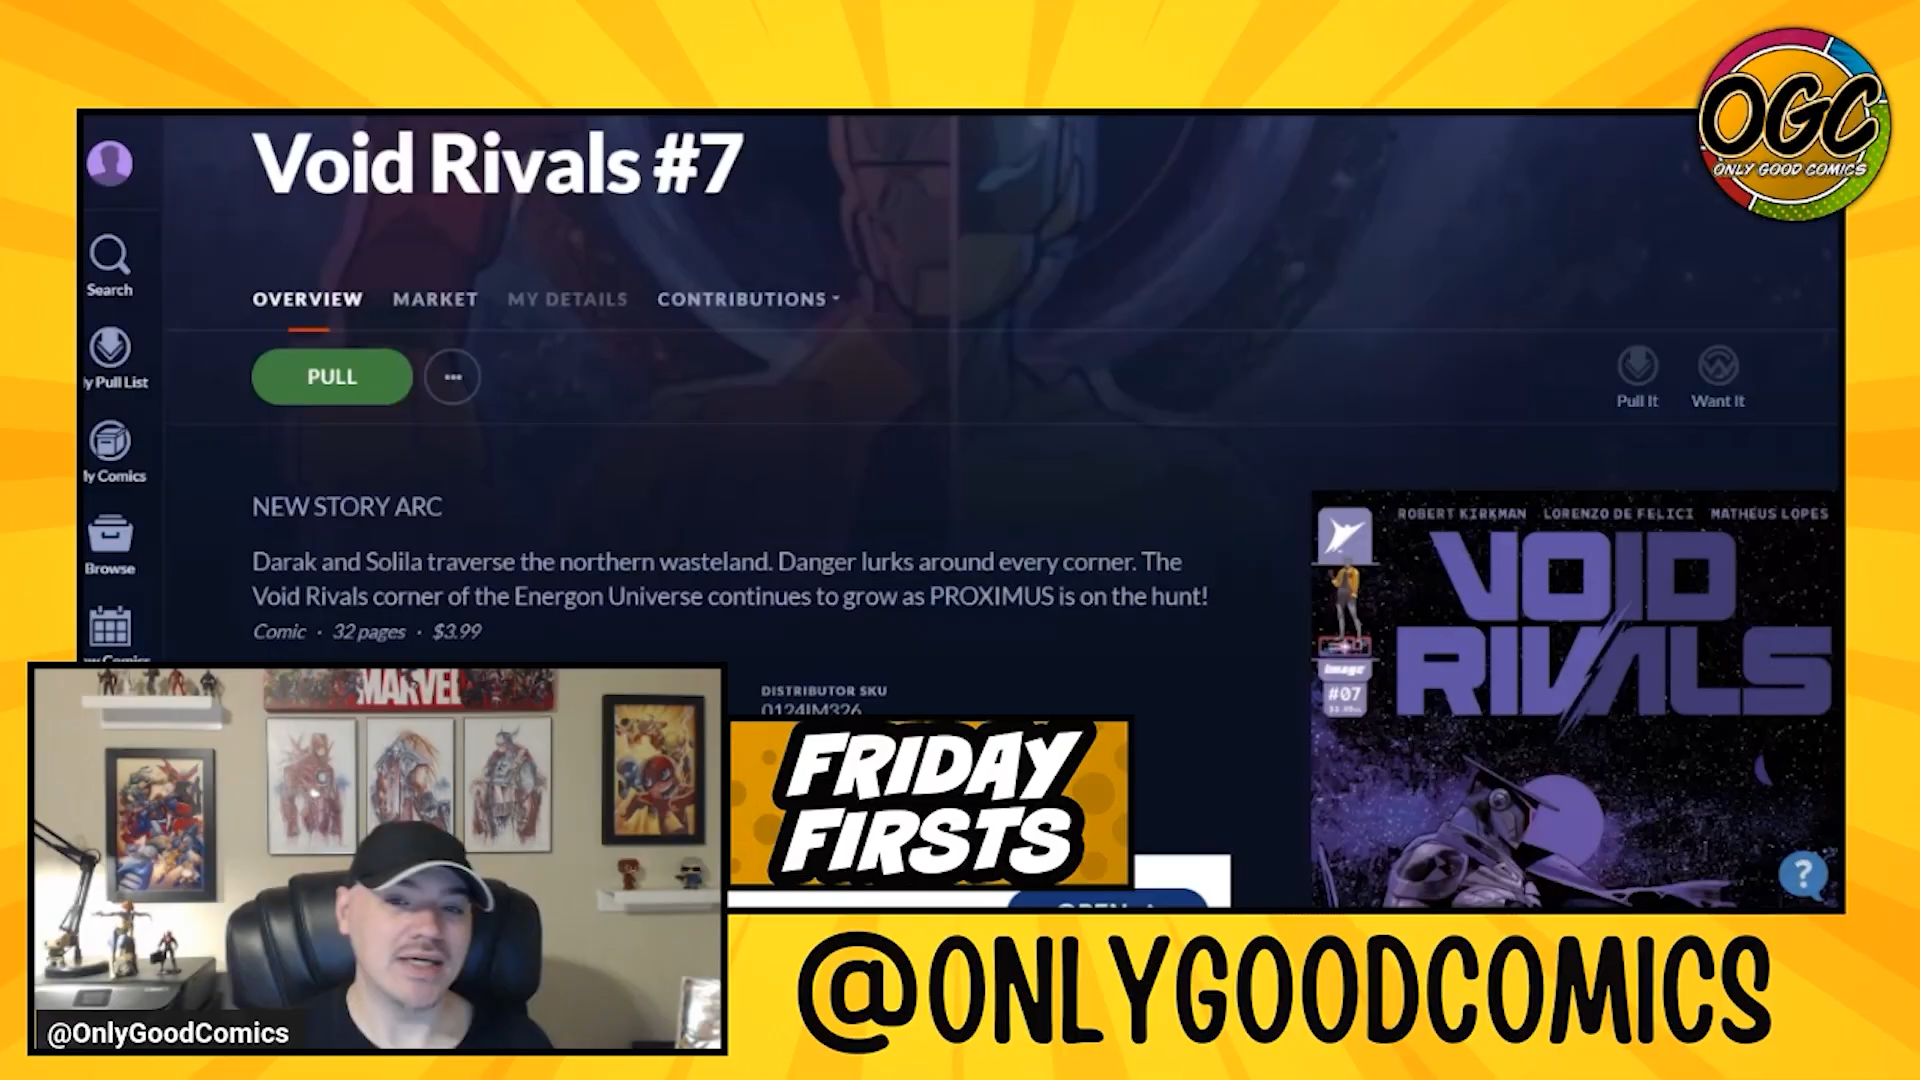 OGC
ONLY GOOD COMICS
Void Rivals #7
Search
OVERVIEW MARKET MY DETAILS CONTRIBUTIONS
y Pull List
PULL
Pull It Want It
ly Comics
NEW STORY ARC
Darak and Solila traverse the northern wasteland. Danger lurks around every corner. The
Void Rivals corner of the Energon Universe continues to grow as PROXIMUS is on the hunt!
Comic · 32 pages · $3.99
Browse
ROBERT KIRKMAN LORENZO DE FELICI MATHEUS LOPES
VOID
RIVALS
image
#07
DISTRIBUTOR SKU
0124IM326
MARVEL
FRIDAY
FIRSTS
?
@ONLYGOODCOMICS
@OnlyGoodComics